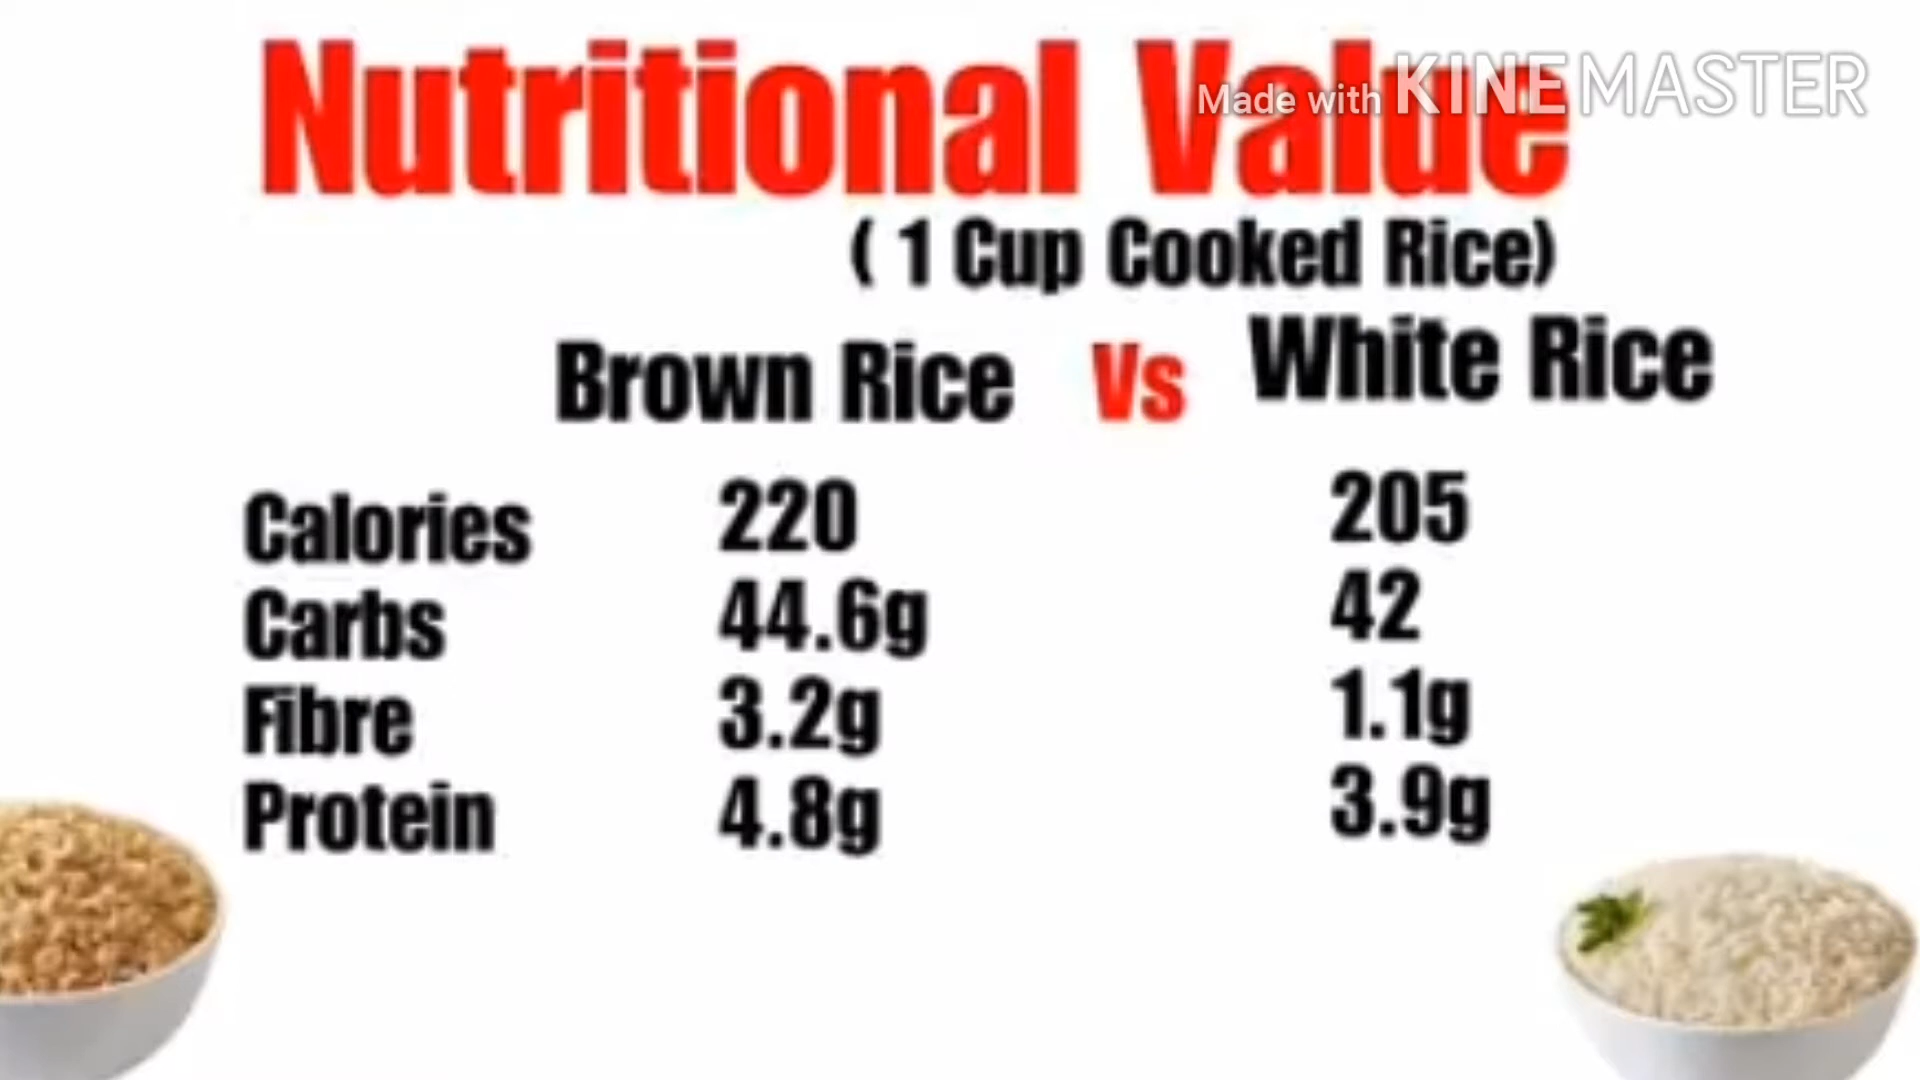 Nutritional Value
Made with KINEMASTER
( 1 Cup Cooked Rice)
Brown Rice Vs White Rice
Calories 220 205
Carbs 44.6g 42
Fibre 3.2g 1.1g
Protein 4.8g 3.9g